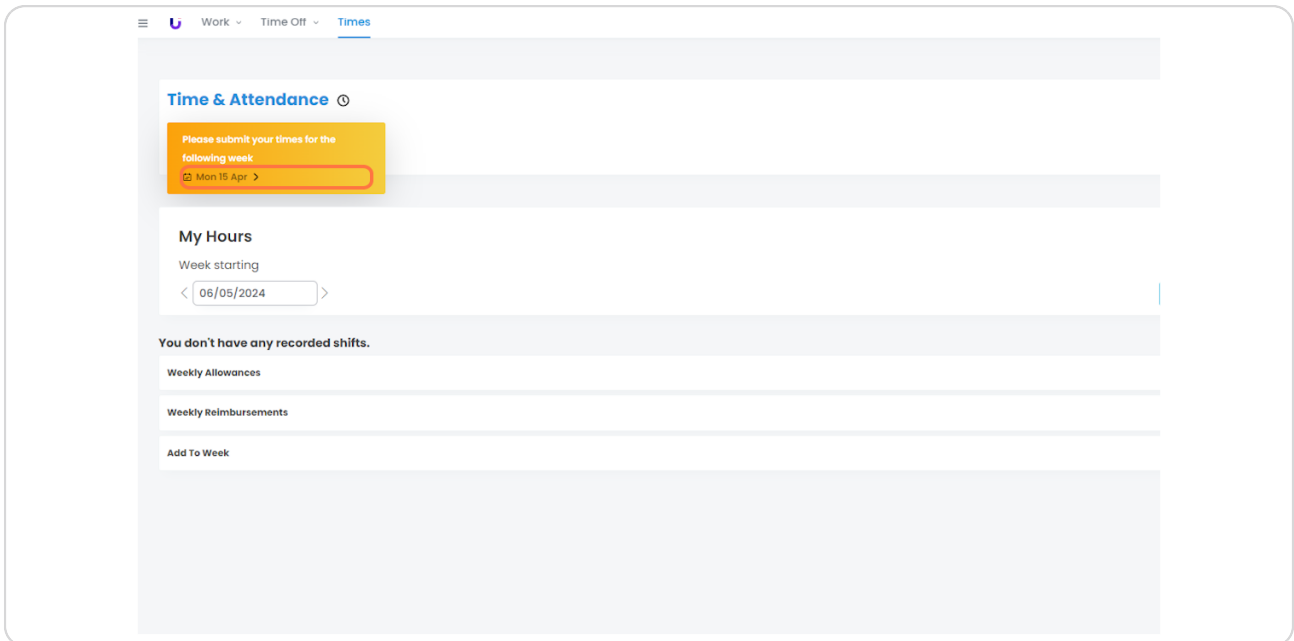 Work Time Off Times
Time & Attendance
Please submit your times for the
following week
Mon 15 Apr
My Hours
Week starting
06/05/2024
You don't have any recorded shifts.
Weekly Allowances
Weekly Reimbursements
Add To Week